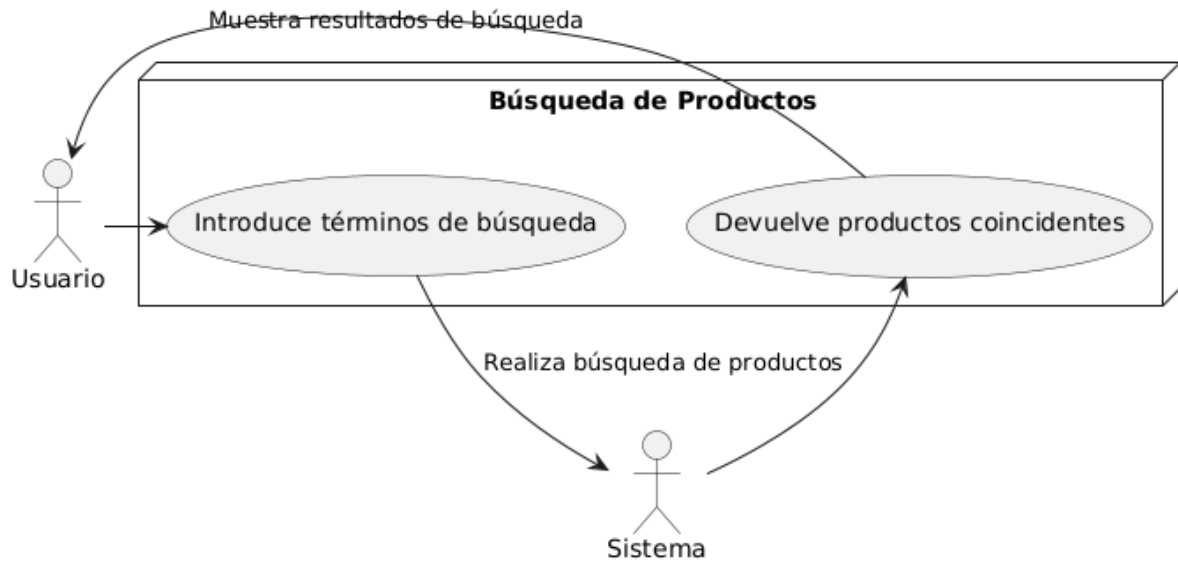 Muestra resultados de búsqueda
Búsqueda de Productos
Introduce términos de búsqueda
Devuelve productos coincidentes
Usuario
Realiza búsqueda de productos
Sistema